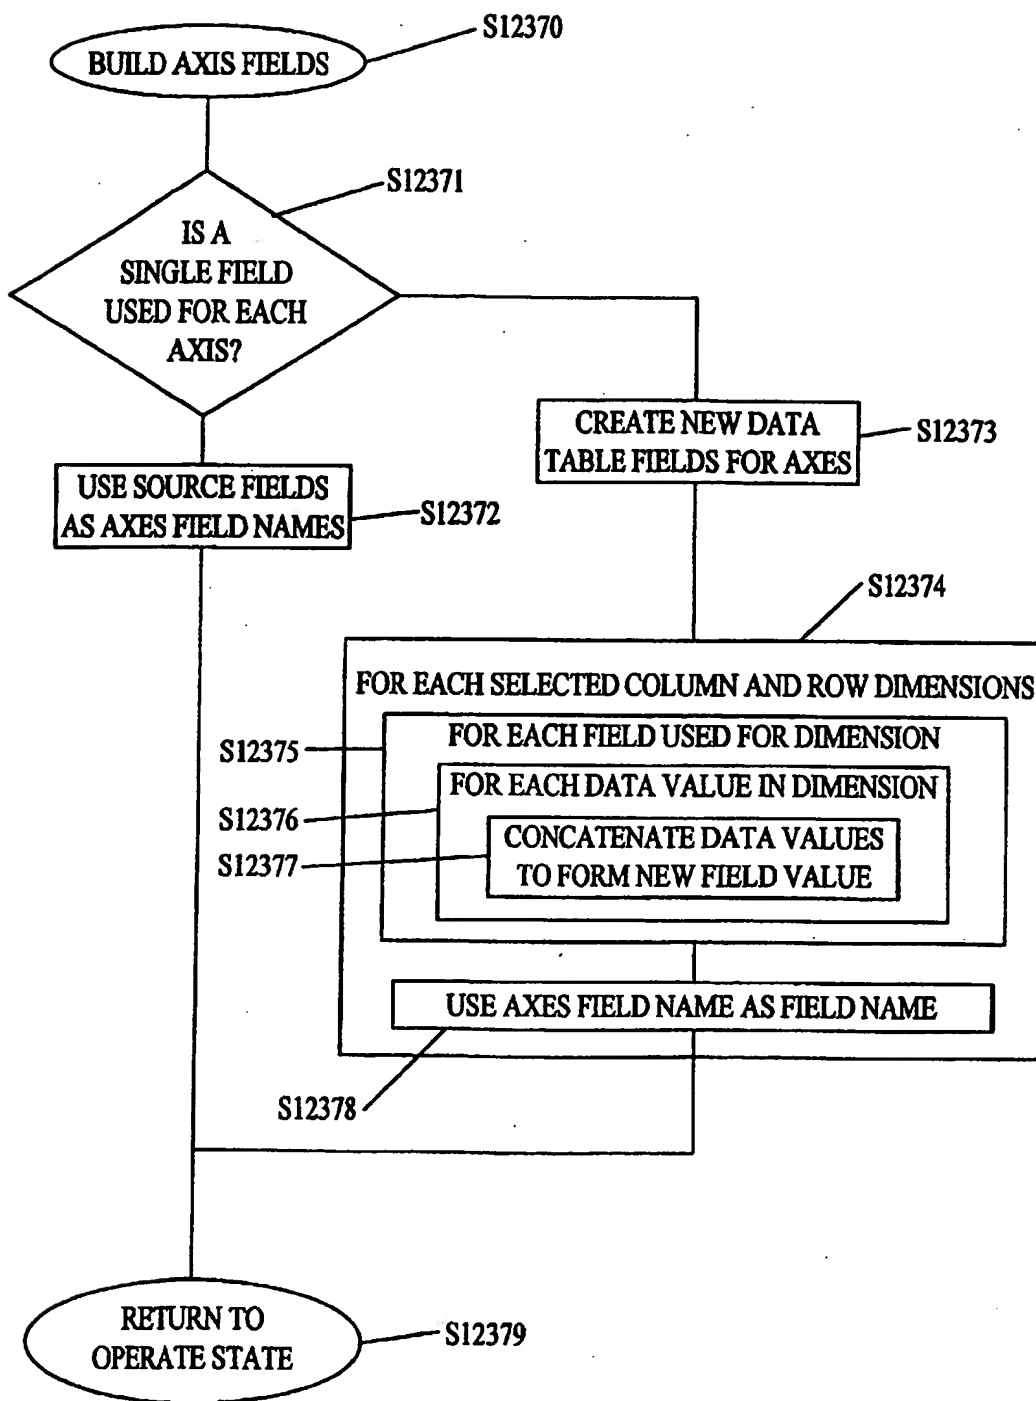 S12370
BUILD AXIS FIELDS
S12371
IS A
SINGLE FIELD
USED FOR EACH
AXIS?
CREATE NEW DATA
TABLE FIELDS FOR AXES
S12373
USE SOURCE FIELDS
AS AXES FIELD NAMES
S12372
S12374
FOR EACH SELECTED COLUMN AND ROW DIMENSIONS
S12375
FOR EACH FIELD USED FOR DIMENSION
S12376
FOR EACH DATA VALUE IN DIMENSION
S12377
CONCATENATE DATA VALUES
TO FORM NEW FIELD VALUE
USE AXES FIELD NAME AS FIELD NAME
S12378
RETURN TO
OPERATE STATE
S12379